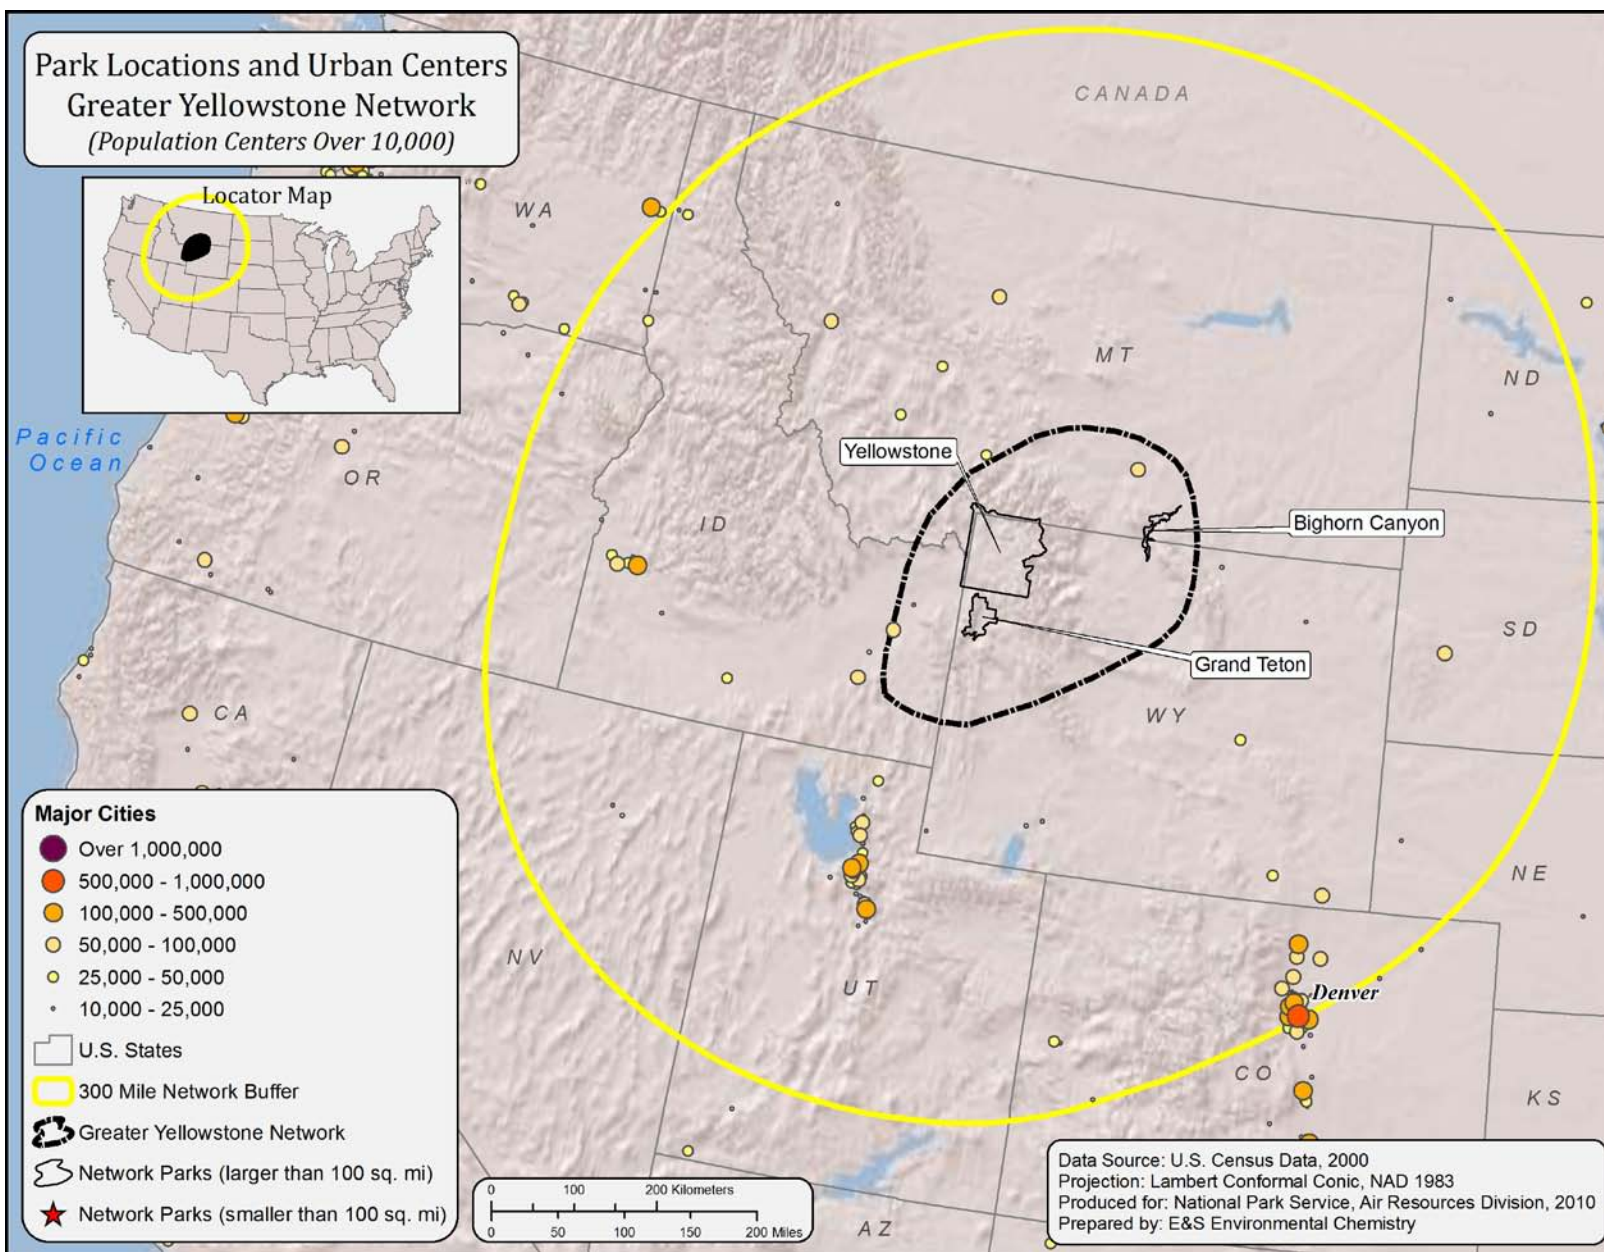 Park Locations and Urban Centers
Greater Yellowstone Network
(Population Centers Over 10,000)
Locator Map
CANADA
WA
MT
ND
Pacific
Ocean
OR
ID
Yellowstone
Bighorn Canyon
Grand Teton
SD
WY
CA
NE
NV
UT
Denver
CO
KS
AZ
Major Cities
Over 1,000,000
500,000 - 1,000,000
100,000 - 500,000
50,000 - 100,000
25,000 - 50,000
10,000 - 25,000
U.S. States
300 Mile Network Buffer
Greater Yellowstone Network
Network Parks (larger than 100 sq. mi)
Network Parks (smaller than 100 sq. mi)
0 100 200 Kilometers
0 50 100 150 200 Miles
Data Source: U.S. Census Data, 2000
Projection: Lambert Conformal Conic, NAD 1983
Produced for: National Park Service, Air Resources Division, 2010
Prepared by: E&S Environmental Chemistry